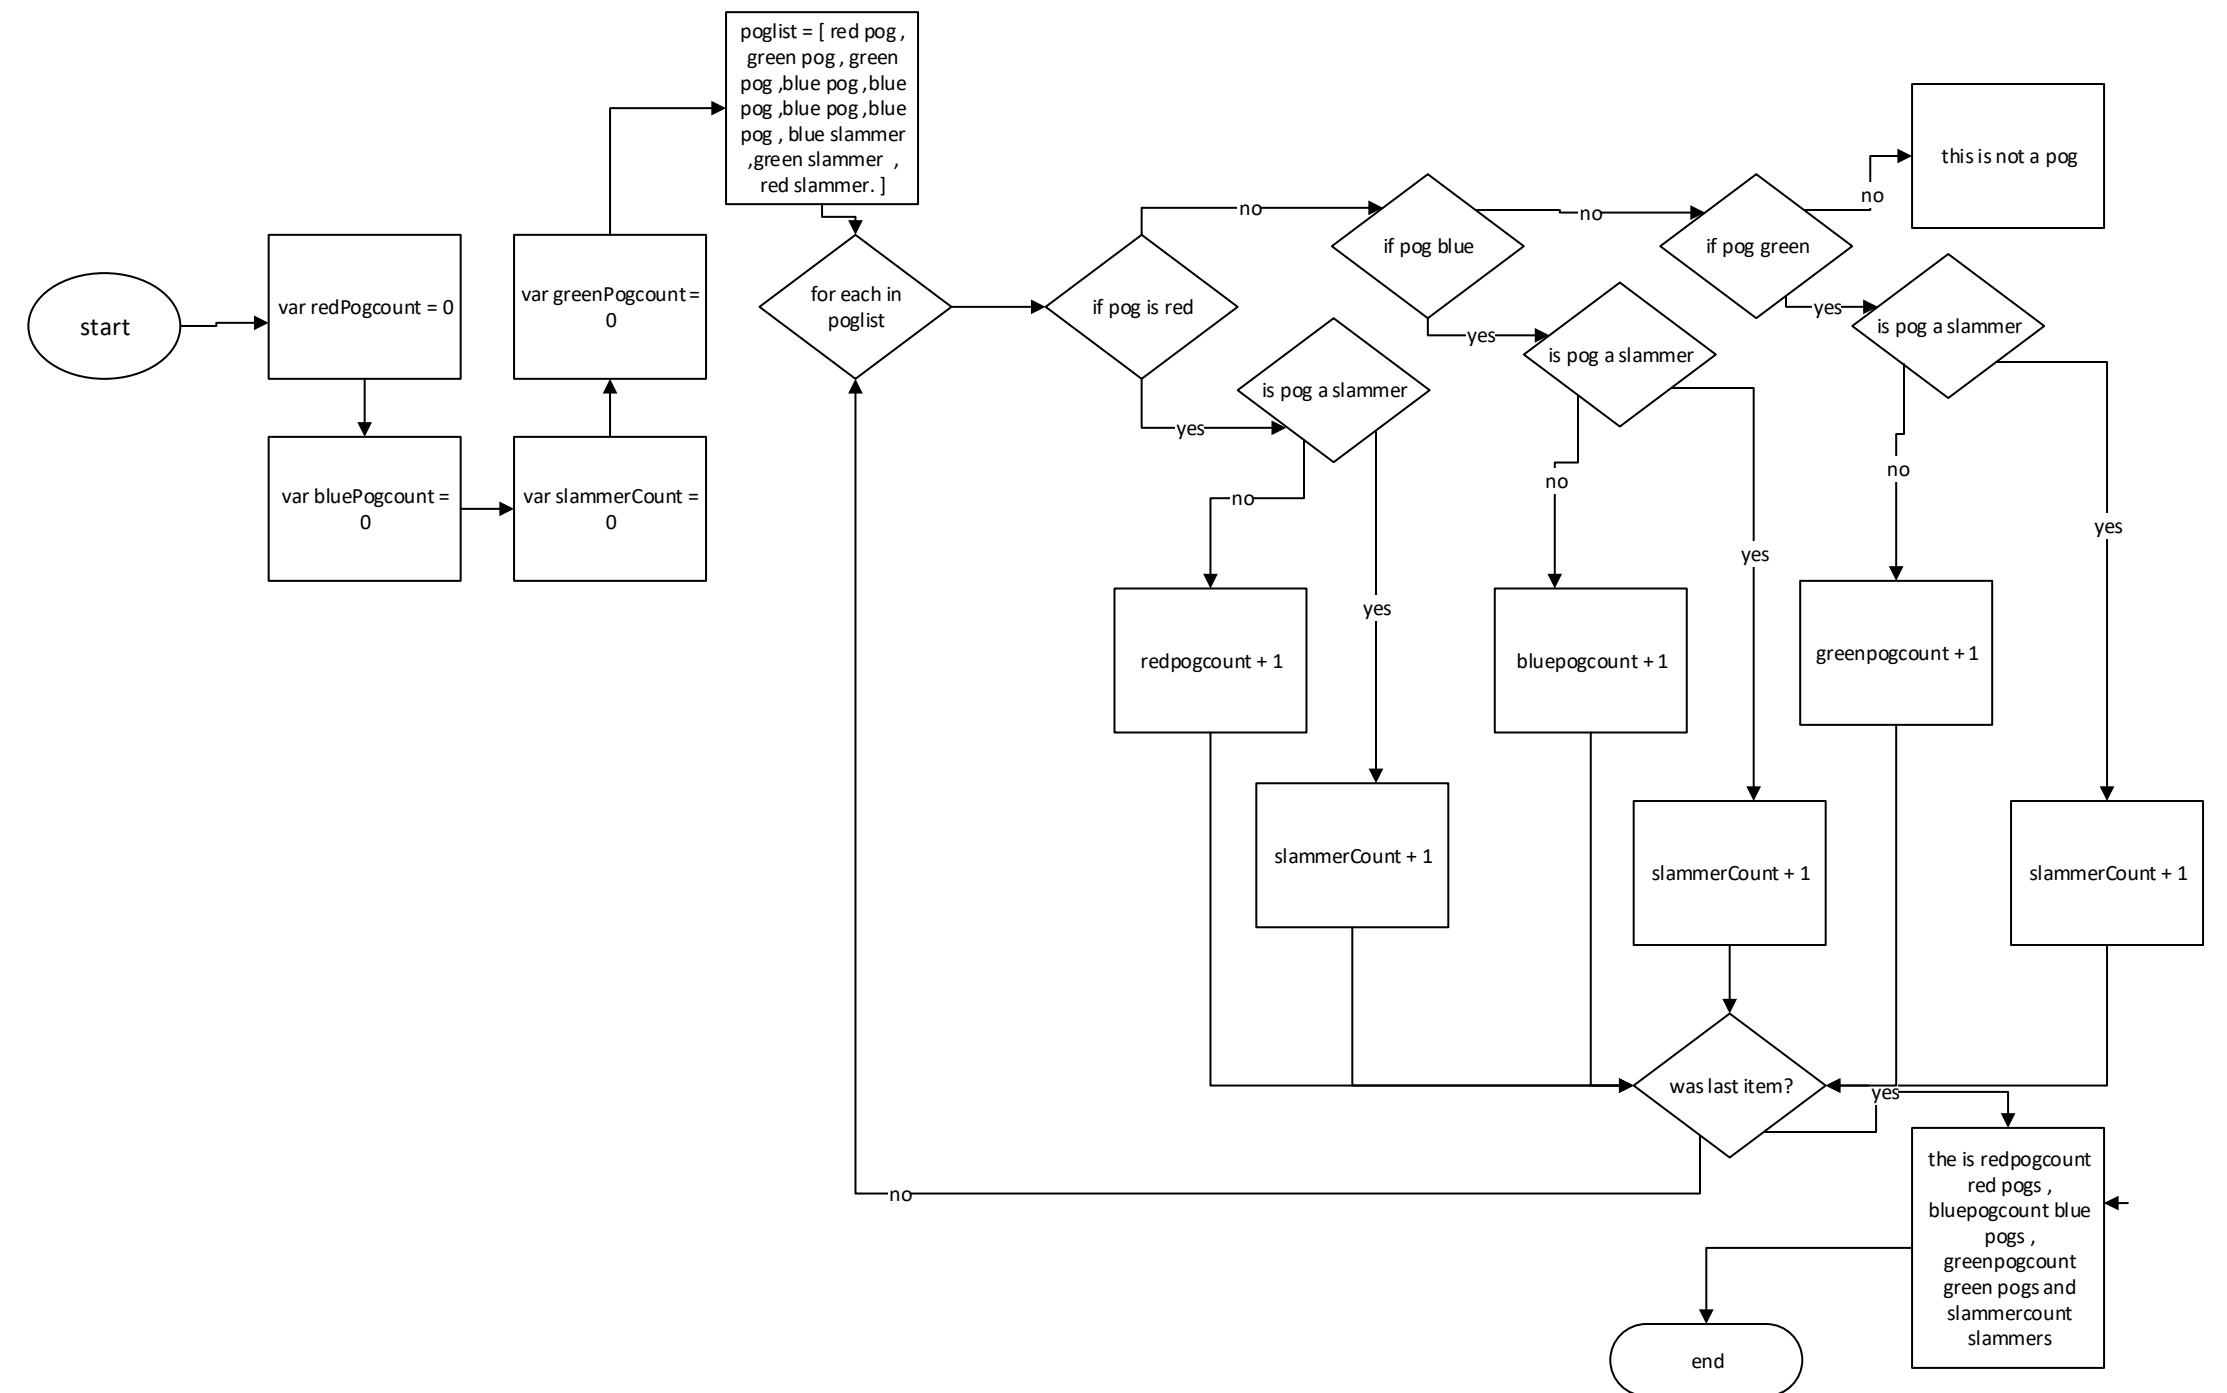 start
var redPogcount = 0
var bluePogcount =
0
var slammerCount =
0
var greenPogcount =
0
poglist = [ red pog ,
green pog , green
pog ,blue pog ,blue
pog ,blue pog ,blue
pog , blue slammer
,green slammer ,
red slammer. ]
for each in
poglist
if pog is red
no
yes
is pog a slammer
no
yes
redpogcount + 1
slammerCount + 1
if pog blue
no
yes
is pog a slammer
no
yes
bluepogcount + 1
slammerCount + 1
if pog green
no
this is not a pog
yes
is pog a slammer
no
yes
greenpogcount + 1
slammerCount + 1
was last item?
no
yes
the is redpogcount
red pogs ,
bluepogcount blue
pogs ,
greenpogcount
green pogs and
slammercount
slammers
end